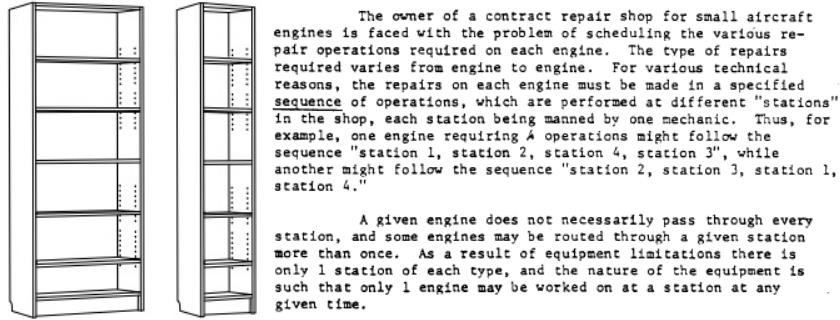 The owner of a contract repair shop for small aircraft
engines is faced with the problem of scheduling the various re-
pair operations required on each engine. The type of repairs
required varies from engine to engine. For various technical
reasons, the repairs on each engine must be made in a specified
sequence of operations, which are performed at different "stations"
in the shop, each station being manned by one mechanic. Thus, for
example, one engine requiring 4 operations might follow the
sequence "station 1, station 2, station 4, station 3", while
another might follow the sequence "station 2, station 3, station 1,
station 4."
A given engine does not necessarily pass through every
station, and some engines may be routed through a given station
more than once. As a result of equipment limitations there is
only 1 station of each type, and the nature of the equipment is
such that only 1 engine may be worked on at a station at any
given time.